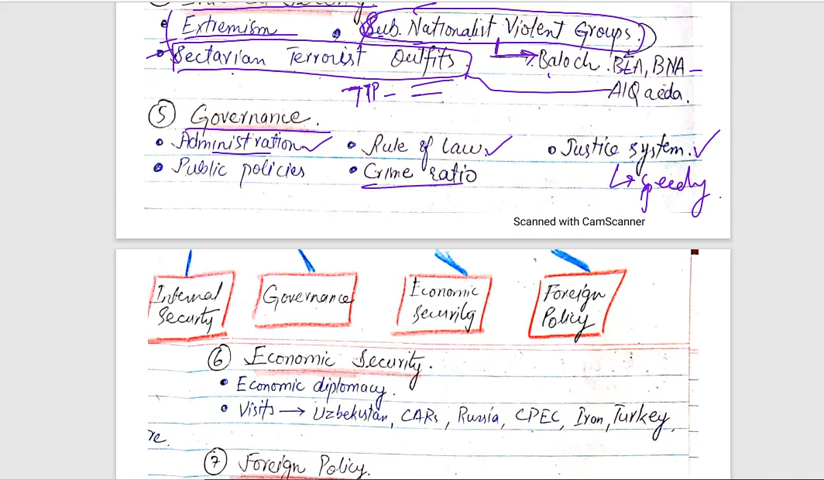 • Extremism • Sub. Nationalist Violent Groups.
→ Baloch. BLA, BNA –
• Sectarian Terrorist Outfits.
TTP – AlQaeda.
⑤ Governance.
• Administration ✓ • Rule of law ✓ • Justice system. ✓
• Public policies • Crime ratio ↳ speedy
Scanned with CamScanner
Internal Security Governance Economic Security Foreign Policy
⑥ Economic Security.
• Economic diplomacy.
• Visits → Uzbekistan, CARs, Russia, CPEC, Iran, Turkey.
re.
⑦ Foreign Policy.